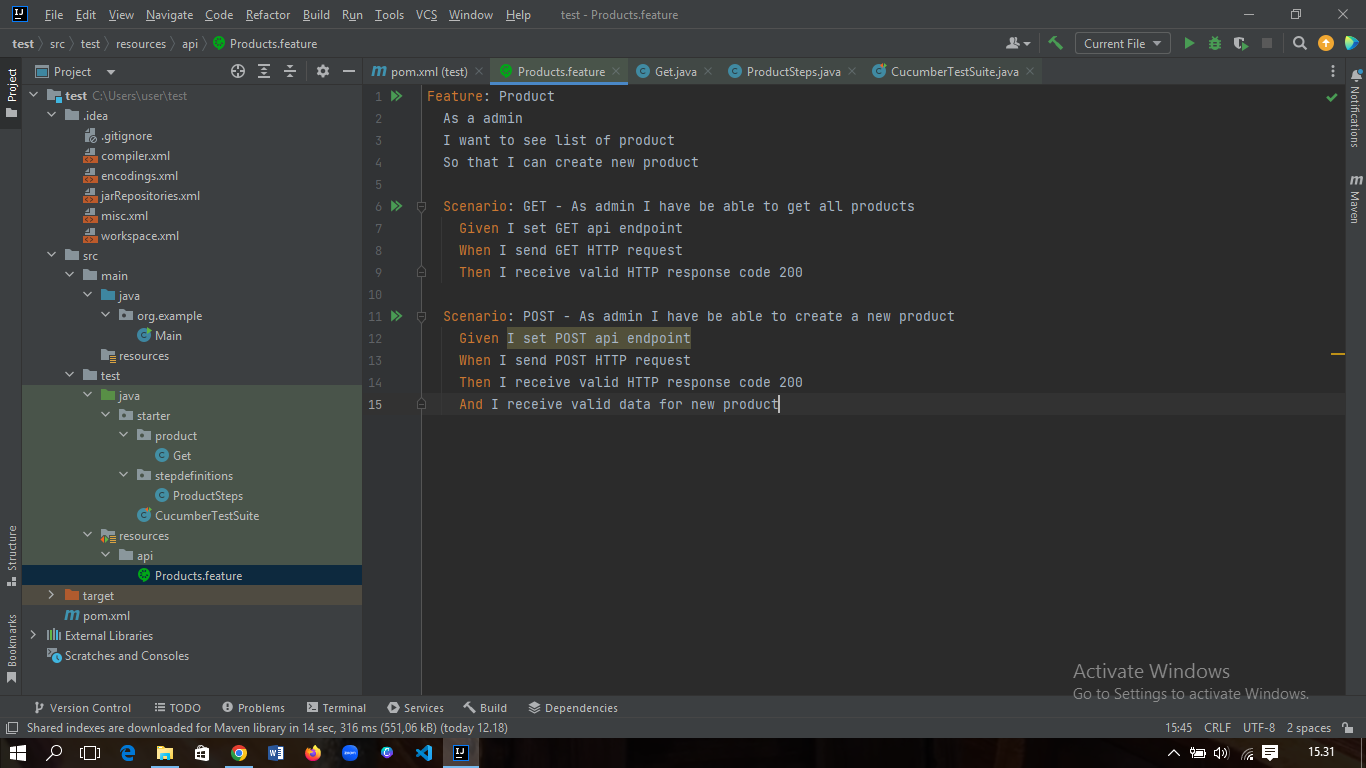 File Edit View Navigate Code Refactor Build Run Tools VCS Window Help test - Products.feature
test src test resources api Products.feature Current File
Project pom.xml (test) Products.feature Get.java ProductSteps.java CucumberTestSuite.java
Project
Structure
Bookmarks
test C:\Users\user\test
.idea
.gitignore
compiler.xml
encodings.xml
jarRepositories.xml
misc.xml
workspace.xml
src
main
java
org.example
Main
resources
test
java
starter
product
Get
stepdefinitions
ProductSteps
CucumberTestSuite
resources
api
Products.feature
target
pom.xml
External Libraries
Scratches and Consoles
1 Feature: Product
2 As a admin
3 I want to see list of product
4 So that I can create new product
5
6 Scenario: GET - As admin I have be able to get all products
7 Given I set GET api endpoint
8 When I send GET HTTP request
9 Then I receive valid HTTP response code 200
10
11 Scenario: POST - As admin I have be able to create a new product
12 Given I set POST api endpoint
13 When I send POST HTTP request
14 Then I receive valid HTTP response code 200
15 And I receive valid data for new product
Notifications
Maven
Activate Windows
Go to Settings to activate Windows.
Version Control TODO Problems Terminal Services Build Dependencies
Shared indexes are downloaded for Maven library in 14 sec, 316 ms (551,06 kB) (today 12.18) 15:45 CRLF UTF-8 2 spaces
15.31